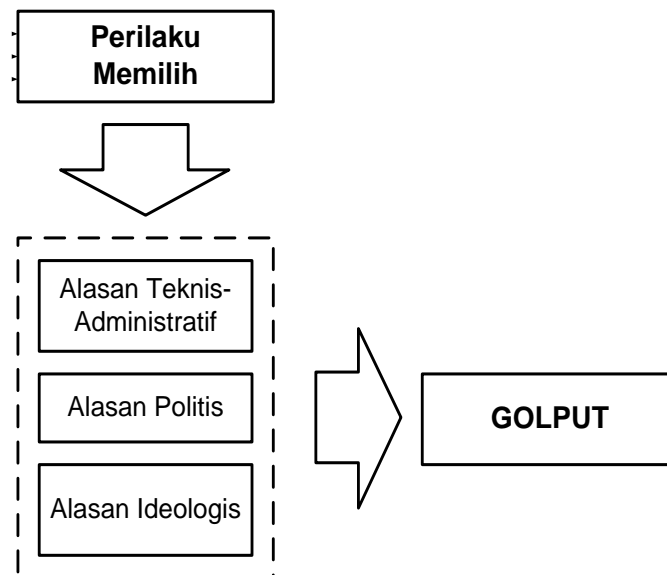 Perilaku
Memilih
Alasan Teknis-
Administratif
Alasan Politis
Alasan Ideologis
GOLPUT